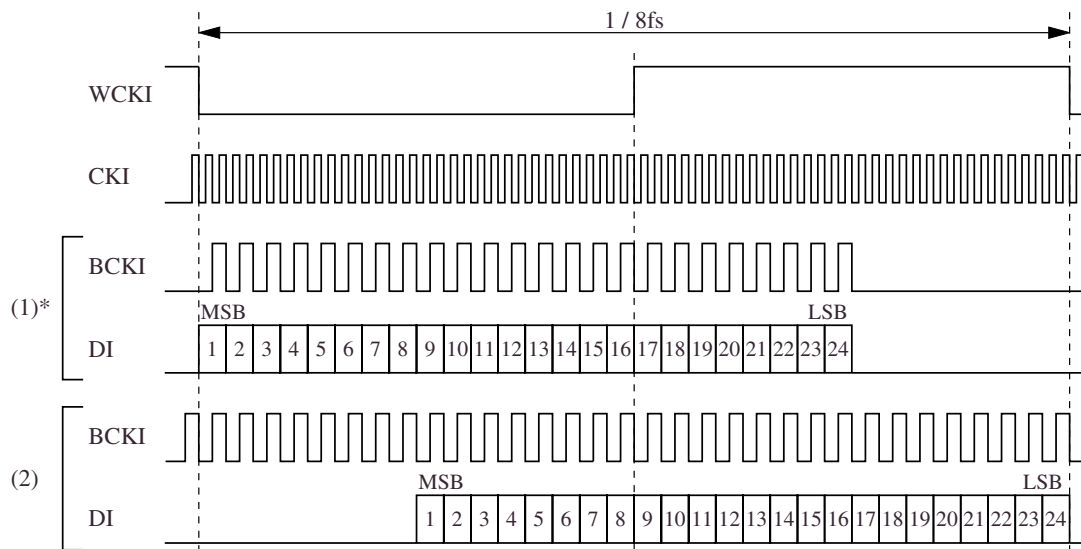 1 / 8fs
WCKI
CKI
(1)*
BCKI
MSB LSB
DI 1 2 3 4 5 6 7 8 9 10 11 12 13 14 15 16 17 18 19 20 21 22 23 24
(2)
BCKI
MSB LSB
DI 1 2 3 4 5 6 7 8 9 10 11 12 13 14 15 16 17 18 19 20 21 22 23 24